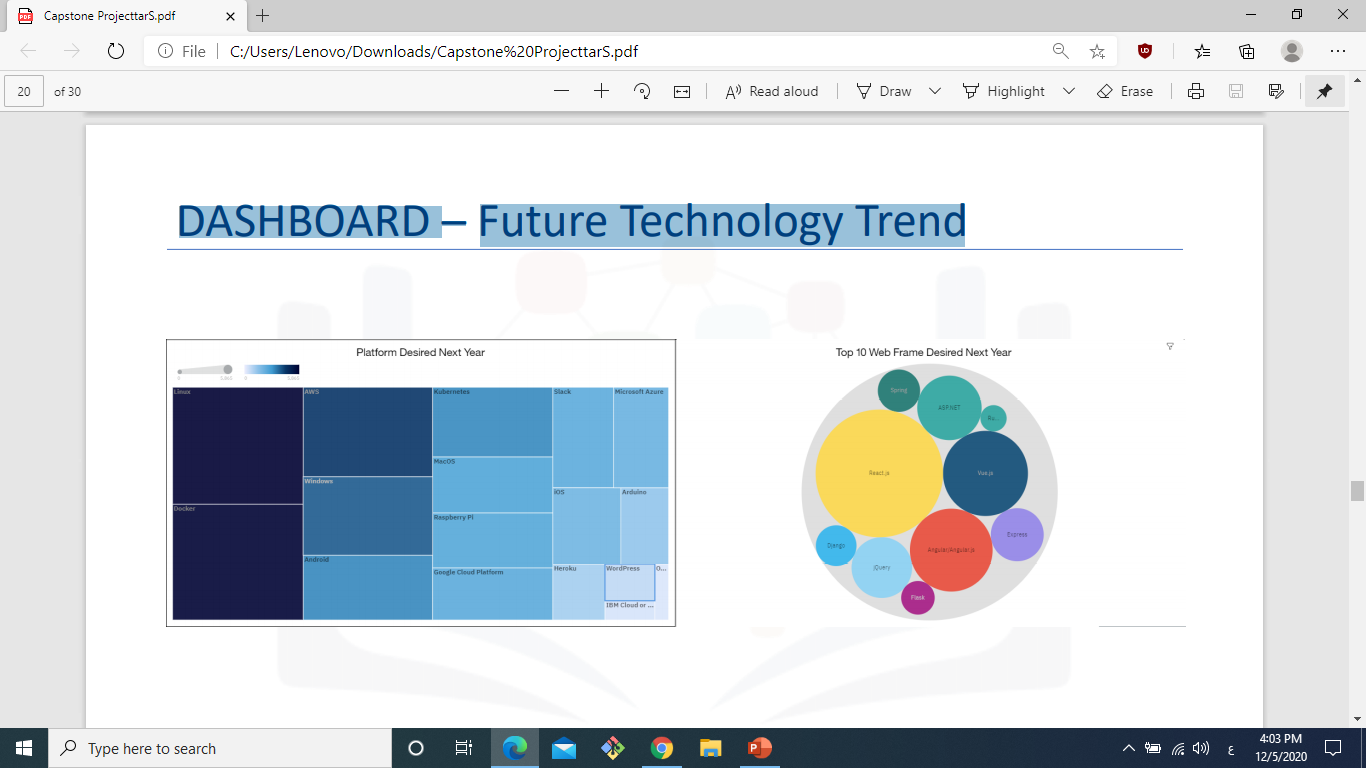 Capstone ProjecttarS.pdf
File
C:/Users/Lenovo/Downloads/Capstone%20ProjecttarS.pdf
20 of 30
Read aloud
Draw
Highlight
Erase
DASHBOARD – Future Technology Trend
Platform Desired Next Year
Linux
AWS
Kubernetes
Slack
Microsoft Azure
MacOS
Windows
IOS
Arduino
Docker
Raspberry Pi
Android
Google Cloud Platform
Heroku
WordPress
O...
IBM Cloud or ...
Top 10 Web Frame Desired Next Year
Spring
ASP.NET
Ru...
React.js
Vue.js
Express
Django
Angular/Angular.js
jQuery
Flask
Type here to search
ع
4:03 PM
12/5/2020